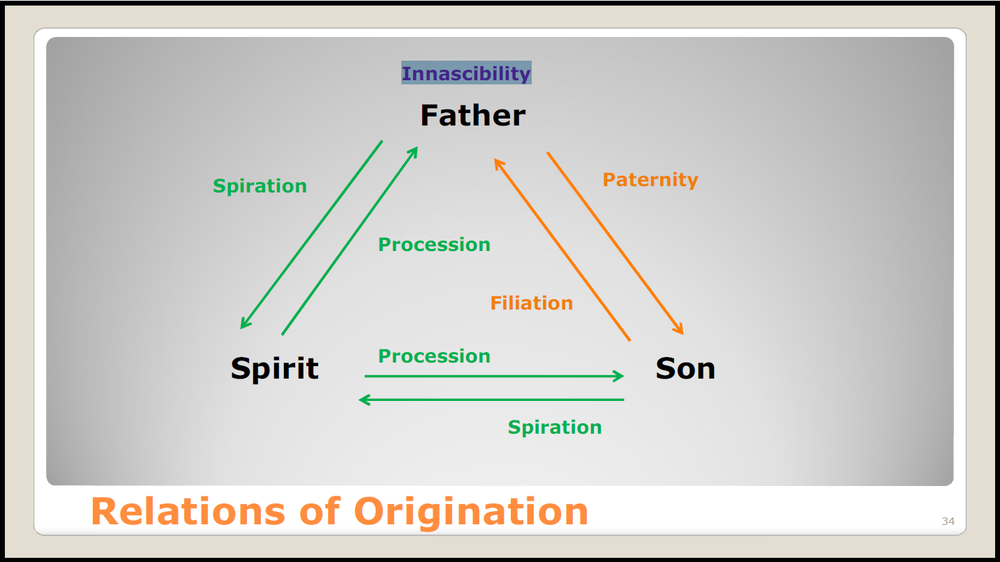 Innascibility
Father
Spiration
Paternity
Procession
Filiation
Procession
Spirit
Son
Spiration
Relations of Origination
34